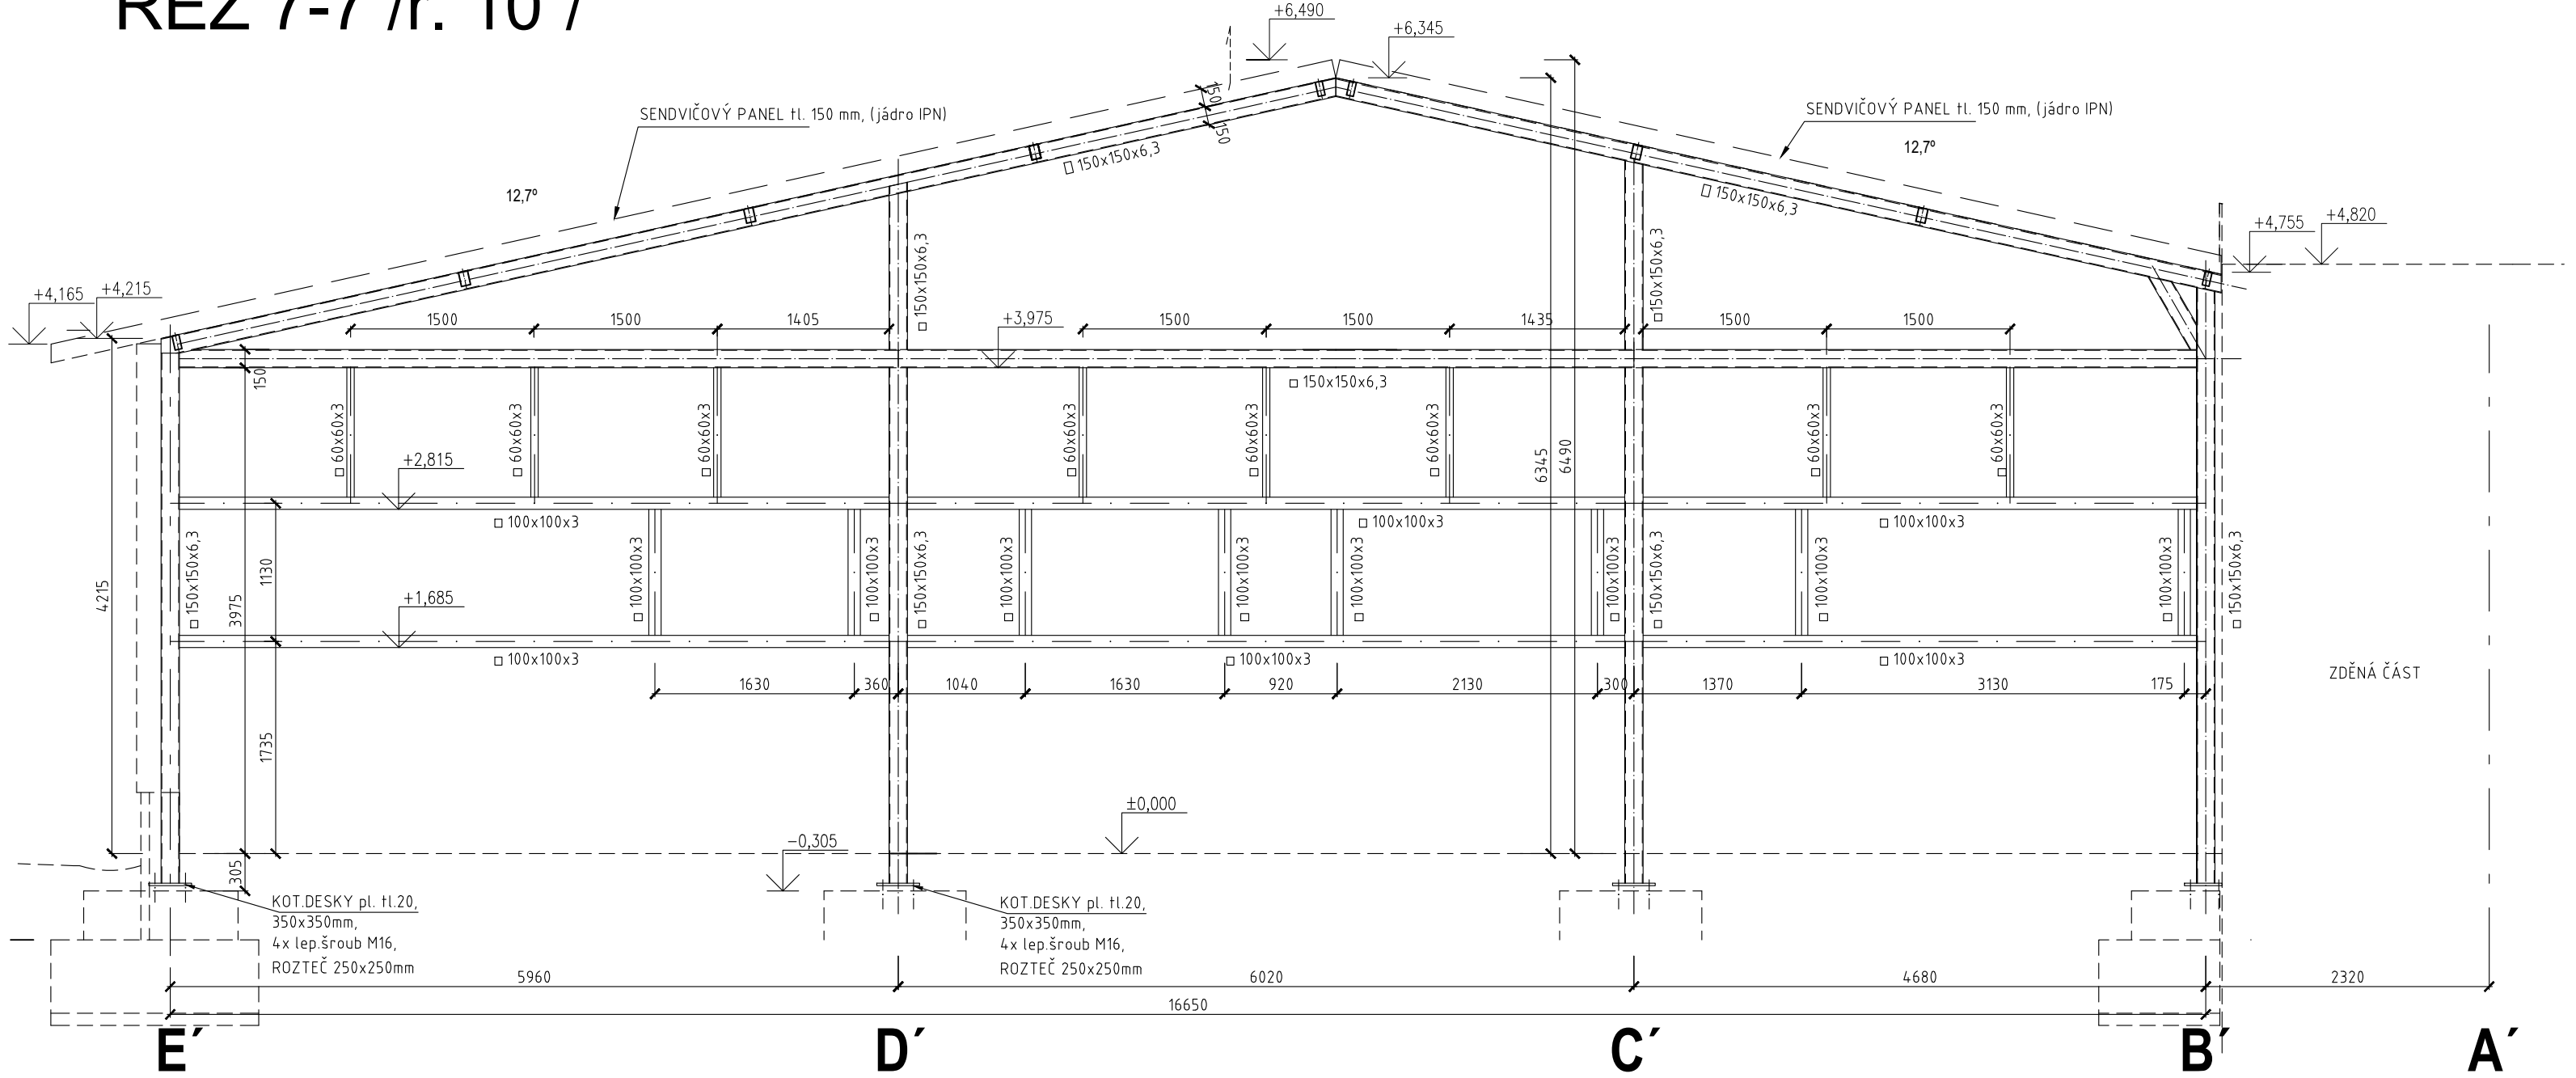 ŘEZ 7-7 /ř. 10 /
+6,490
+6,345
SENDVIČOVÝ PANEL tl. 150 mm, (jádro IPN)
150
150
□ 150x150x6,3
SENDVIČOVÝ PANEL tl. 150 mm, (jádro IPN)
12,7º
12,7º
□ 150x150x6,3
+4,755
+4,820
+4,165
+4,215
□ 150x150x6,3
□ 150x150x6,3
1500
1500
1405
+3,975
1500
1500
1435
1500
1500
150
□ 150x150x6,3
□ 60x60x3
□ 60x60x3
□ 60x60x3
□ 60x60x3
□ 60x60x3
□ 60x60x3
□ 60x60x3
□ 60x60x3
6345
6490
+2,815
□ 100x100x3
□ 100x100x3
□ 100x100x3
4215
□ 150x150x6,3
3975
1130
□ 100x100x3
□ 100x100x3
□ 150x150x6,3
□ 100x100x3
□ 100x100x3
□ 100x100x3
□ 100x100x3
□ 150x150x6,3
□ 100x100x3
□ 100x100x3
□ 150x150x6,3
+1,685
□ 100x100x3
□ 100x100x3
□ 100x100x3
1630
360
1040
1630
920
2130
300
1370
3130
175
ZDĚNÁ ČÁST
1735
±0,000
-0,305
305
KOT.DESKY pl. tl.20,
350x350mm,
4x lep.šroub M16,
ROZTEČ 250x250mm
KOT.DESKY pl. tl.20,
350x350mm,
4x lep.šroub M16,
ROZTEČ 250x250mm
5960
6020
4680
2320
16650
E´
D´
C´
B´
A´